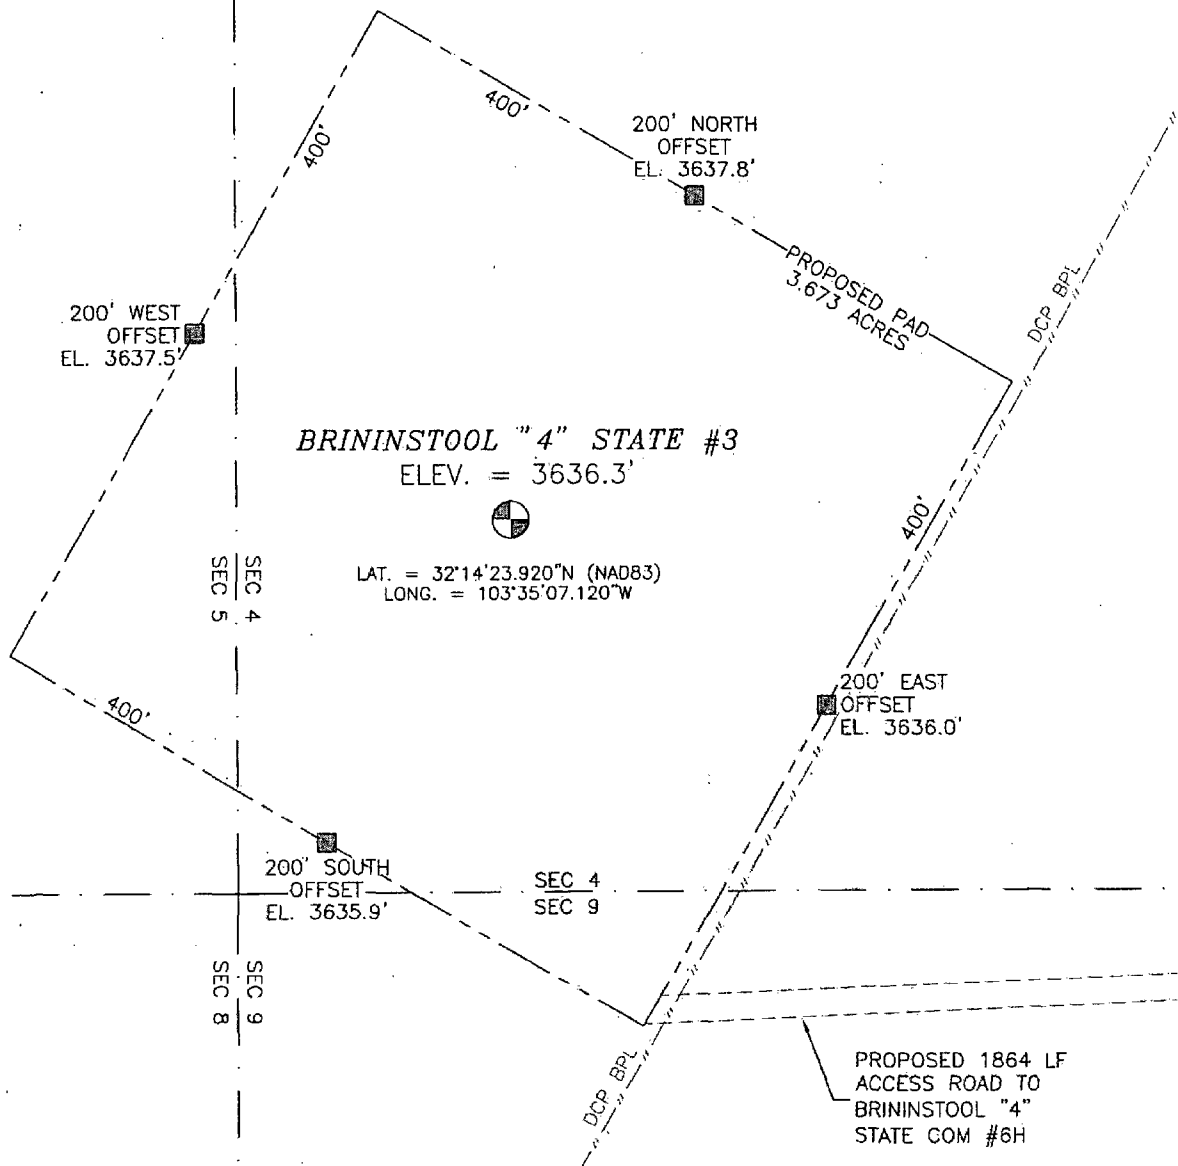 400'
400'
200' NORTH
OFFSET
EL. 3637.8'
PROPOSED PAD
3.673 ACRES
DCP BPL
200' WEST
OFFSET
EL. 3637.5'
BRININSTOOL "4" STATE #3
ELEV. = 3636.3'
LAT. = 32°14'23.920"N (NAD83)
LONG. = 103°35'07.120"W
400'
SEC 4
SEC 5
200' EAST
OFFSET
EL. 3636.0'
400'
200' SOUTH
OFFSET
EL. 3635.9'
SEC 4
SEC 9
SEC 9
SEC 8
DCP BPL
PROPOSED 1864 LF
ACCESS ROAD TO
BRININSTOOL "4"
STATE COM #6H